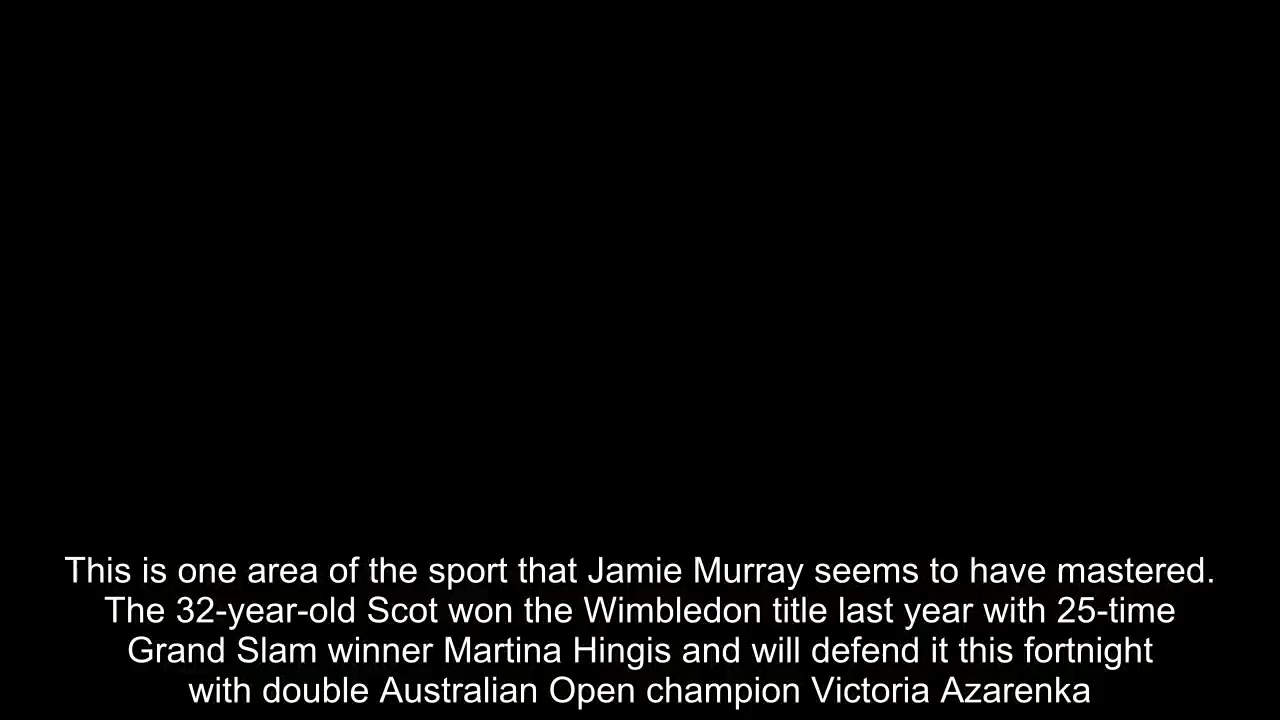 This is one area of the sport that Jamie Murray seems to have mastered.
The 32-year-old Scot won the Wimbledon title last year with 25-time
Grand Slam winner Martina Hingis and will defend it this fortnight
with double Australian Open champion Victoria Azarenka